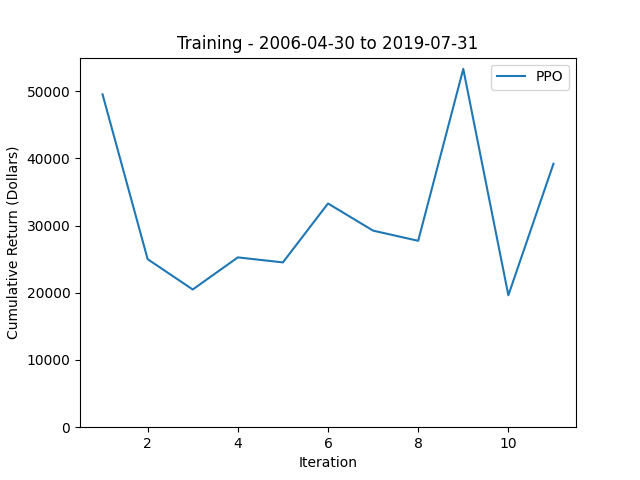 Training - 2006-04-30 to 2019-07-31
PPO
Cumulative Return (Dollars)
50000
40000
30000
20000
10000
0
2
4
6
8
10
Iteration